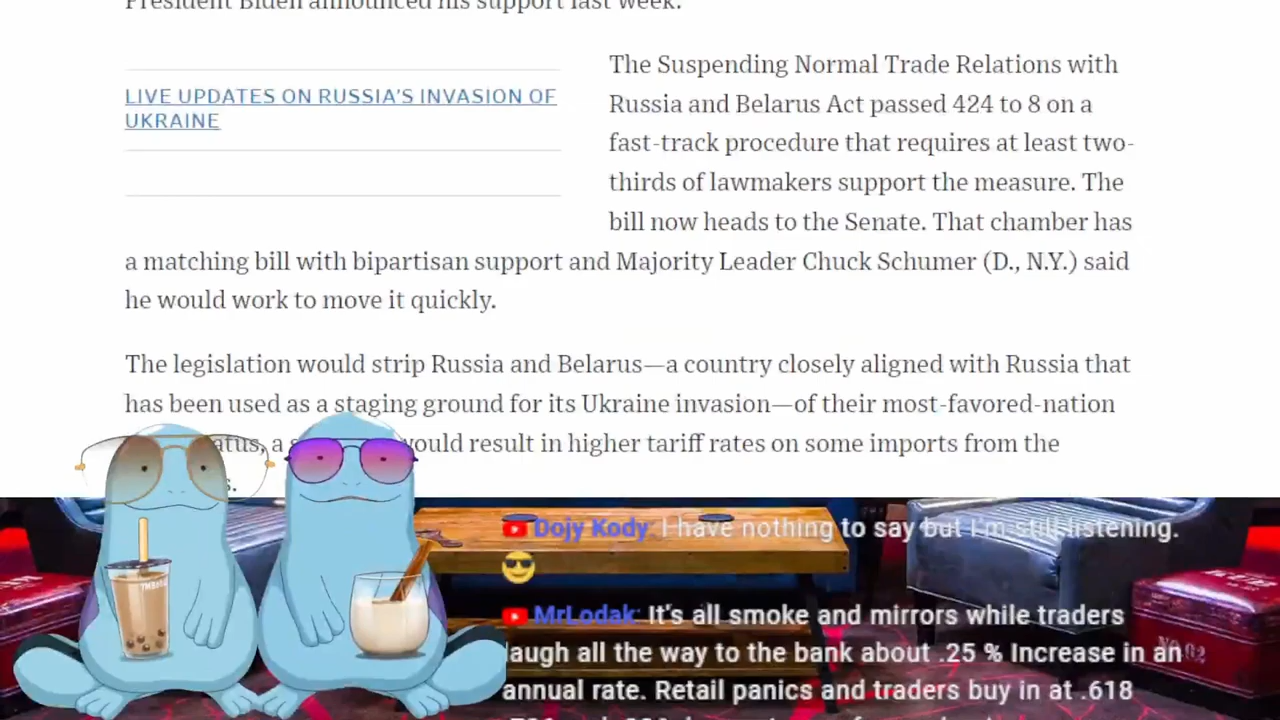 President Biden announced his support last week.
LIVE UPDATES ON RUSSIA'S INVASION OF
UKRAINE
The Suspending Normal Trade Relations with
Russia and Belarus Act passed 424 to 8 on a
fast-track procedure that requires at least two-
thirds of lawmakers support the measure. The
bill now heads to the Senate. That chamber has
a matching bill with bipartisan support and Majority Leader Chuck Schumer (D., N.Y.) said
he would work to move it quickly.
The legislation would strip Russia and Belarus—a country closely aligned with Russia that
has been used as a staging ground for its Ukraine invasion—of their most-favored-nation
a would result in higher tariff rates on some imports from the
Dojy Kody: I have nothing to say but I'm still listening.
MrLodak: It's all smoke and mirrors while traders
laugh all the way to the bank about .25 % Increase in an
annual rate. Retail panics and traders buy in at .618